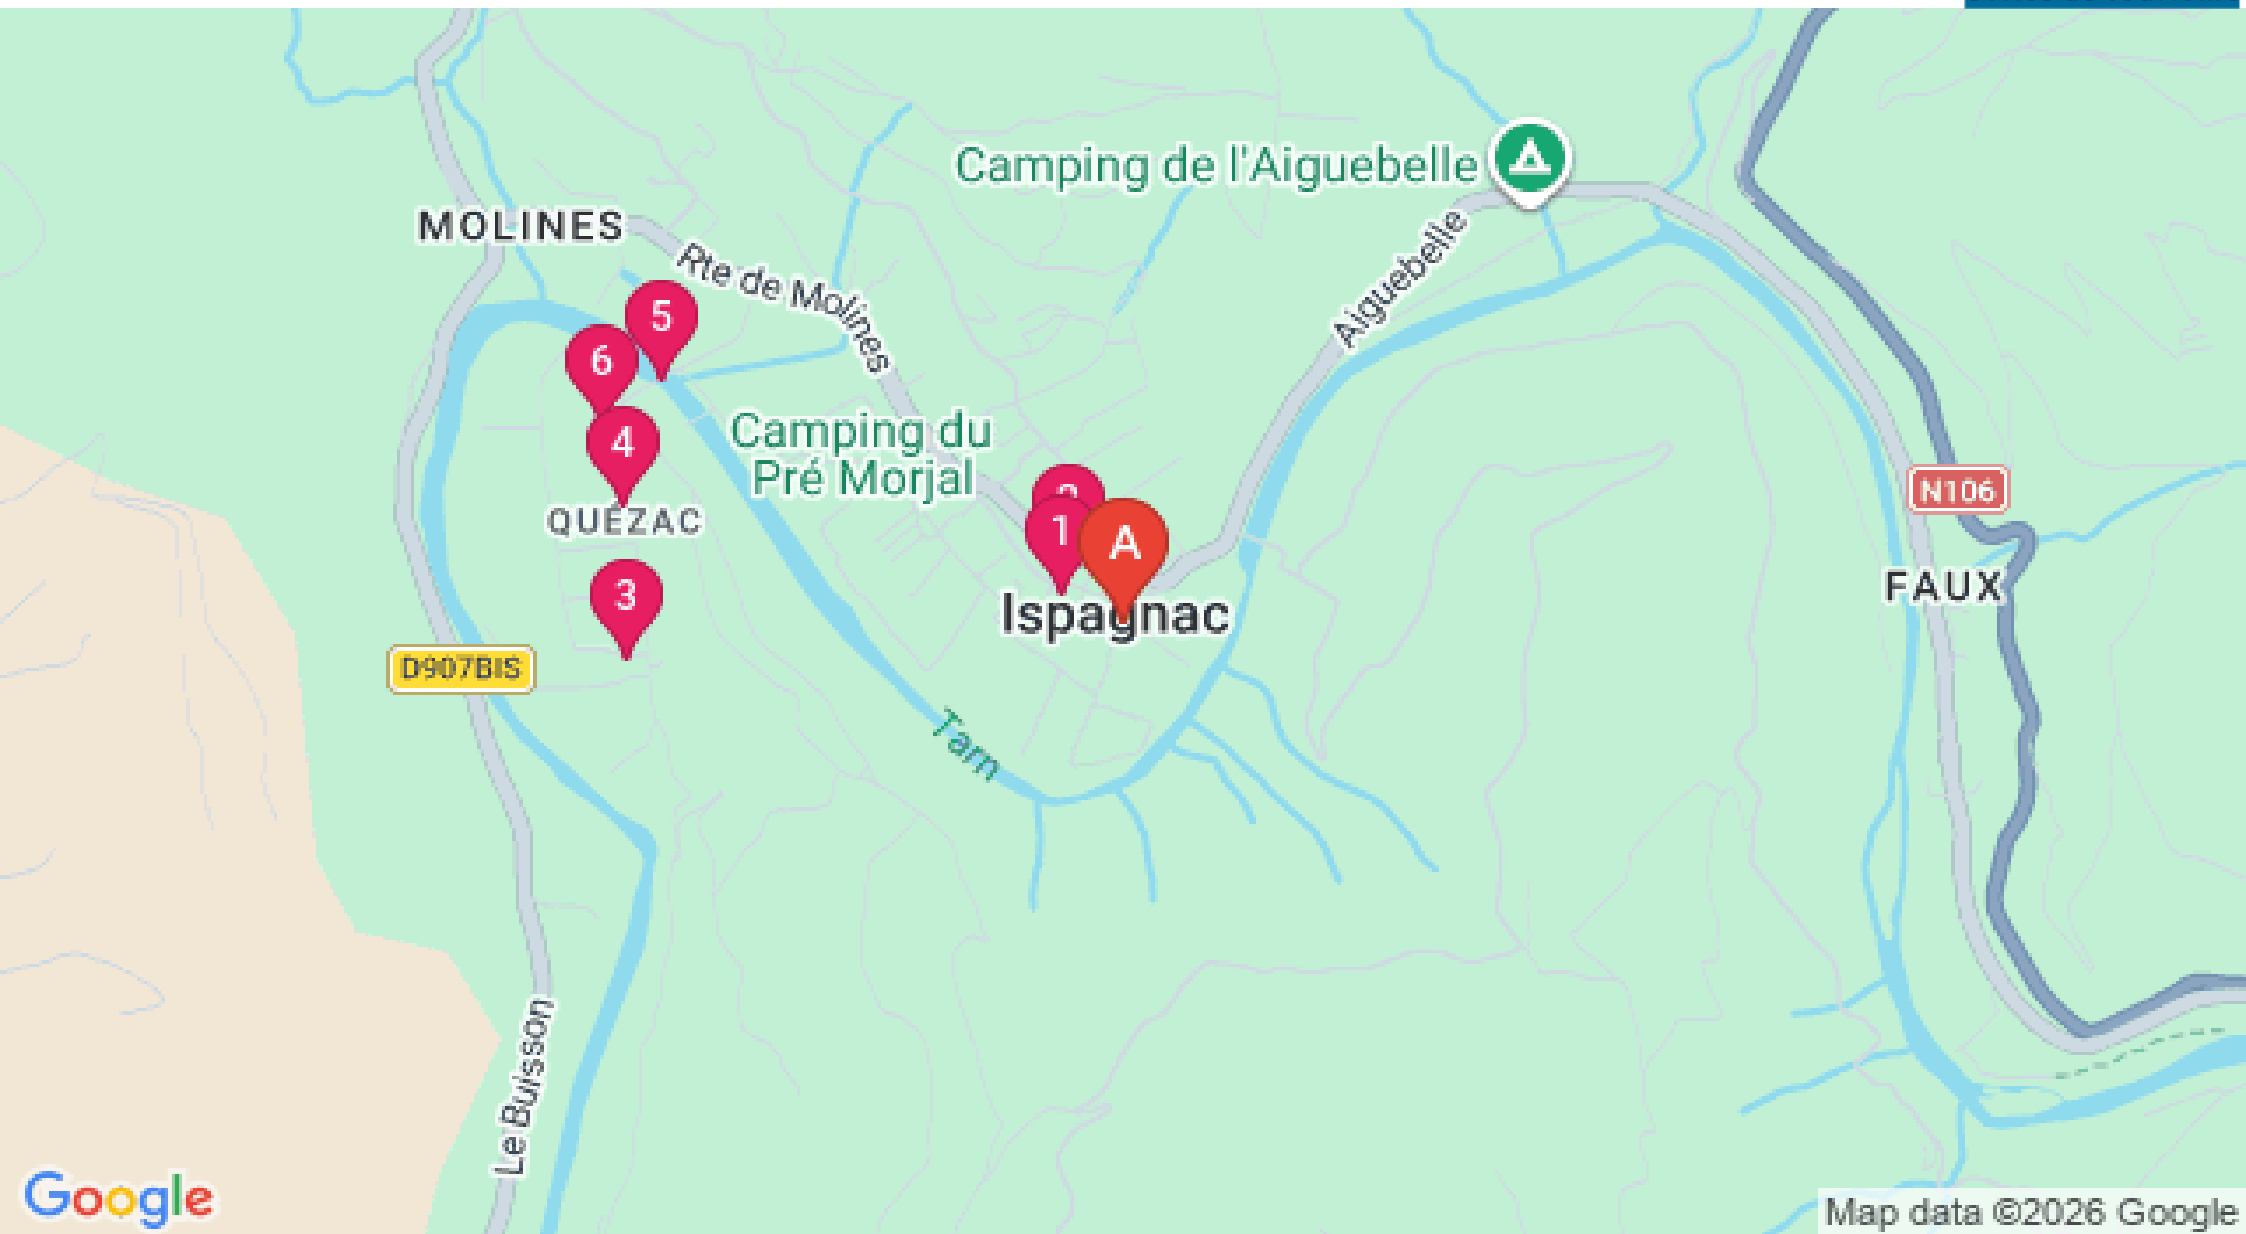 Camping de l'Aiguebelle
MOLINES
Rte de Molines
Aiguebelle
5
6
4
Camping du
Pré Morjal
QUÉZAC
1
A
N106
3
Ispagnac
FAUX
D907BIS
Tarn
Le Buisson
Google
Map data ©2026 Google